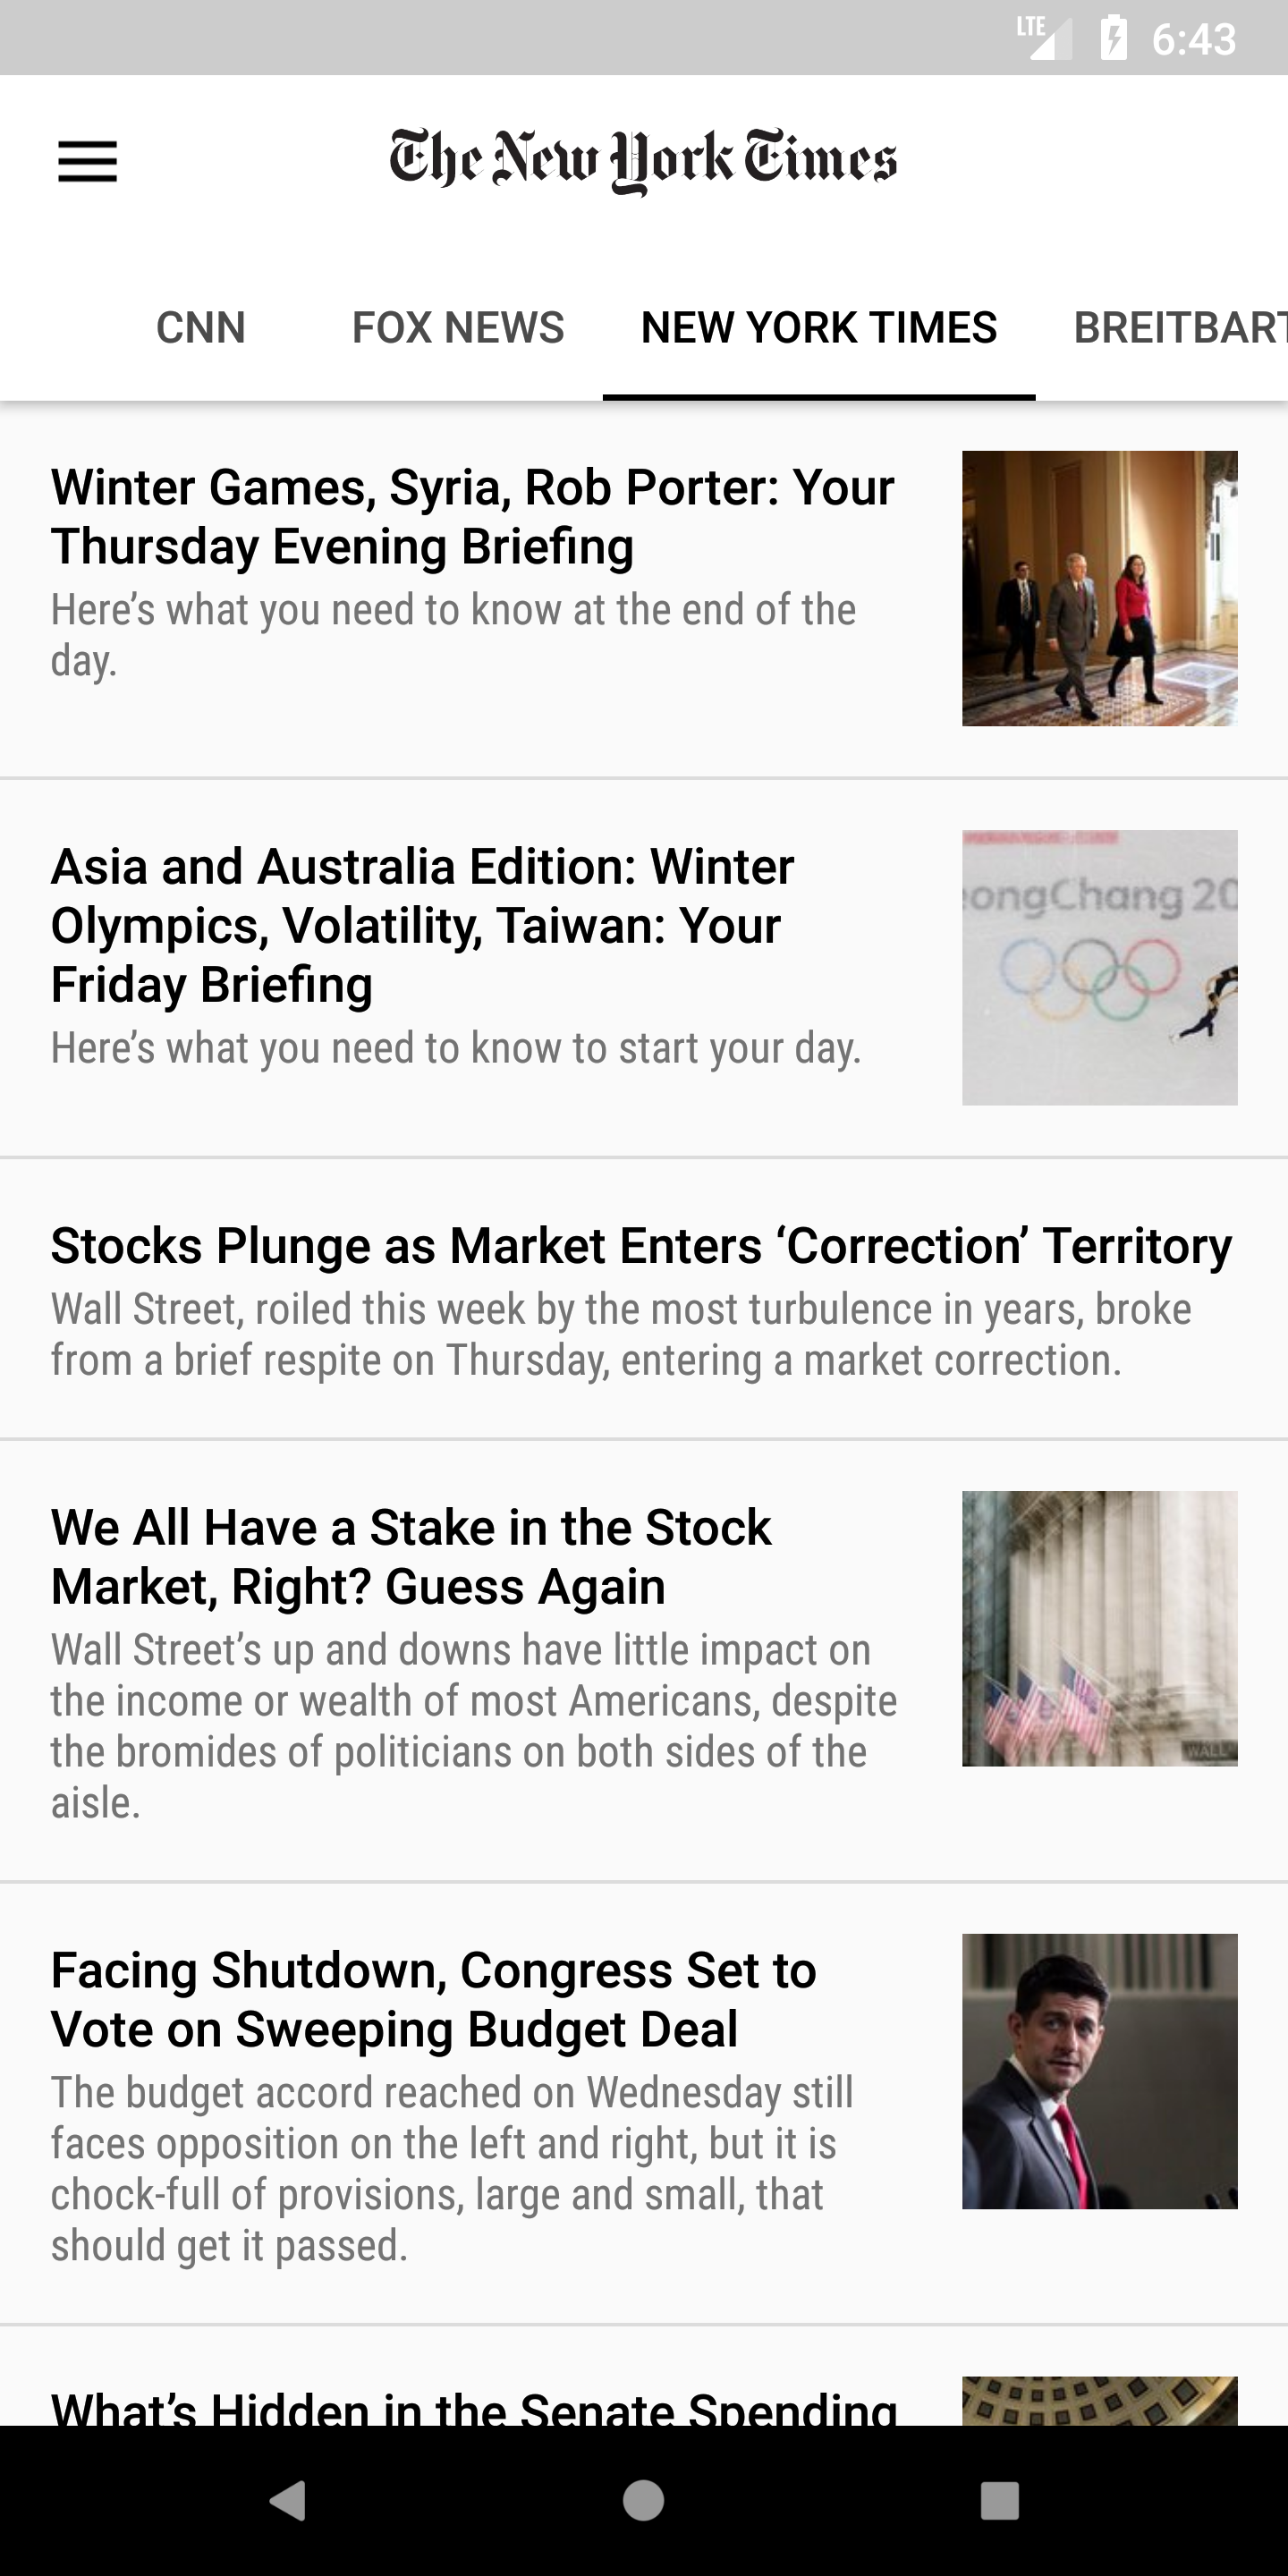 LTE 6:43
The New York Times
CNN FOX NEWS NEW YORK TIMES BREITBART
Winter Games, Syria, Rob Porter: Your
Thursday Evening Briefing
Here’s what you need to know at the end of the
day.
Asia and Australia Edition: Winter
Olympics, Volatility, Taiwan: Your
Friday Briefing
Here’s what you need to know to start your day.
eongChang 20
Stocks Plunge as Market Enters ‘Correction’ Territory
Wall Street, roiled this week by the most turbulence in years, broke
from a brief respite on Thursday, entering a market correction.
We All Have a Stake in the Stock
Market, Right? Guess Again
Wall Street’s up and downs have little impact on
the income or wealth of most Americans, despite
the bromides of politicians on both sides of the
aisle.
WALL
Facing Shutdown, Congress Set to
Vote on Sweeping Budget Deal
The budget accord reached on Wednesday still
faces opposition on the left and right, but it is
chock-full of provisions, large and small, that
should get it passed.
What’s Hidden in the Senate Spending